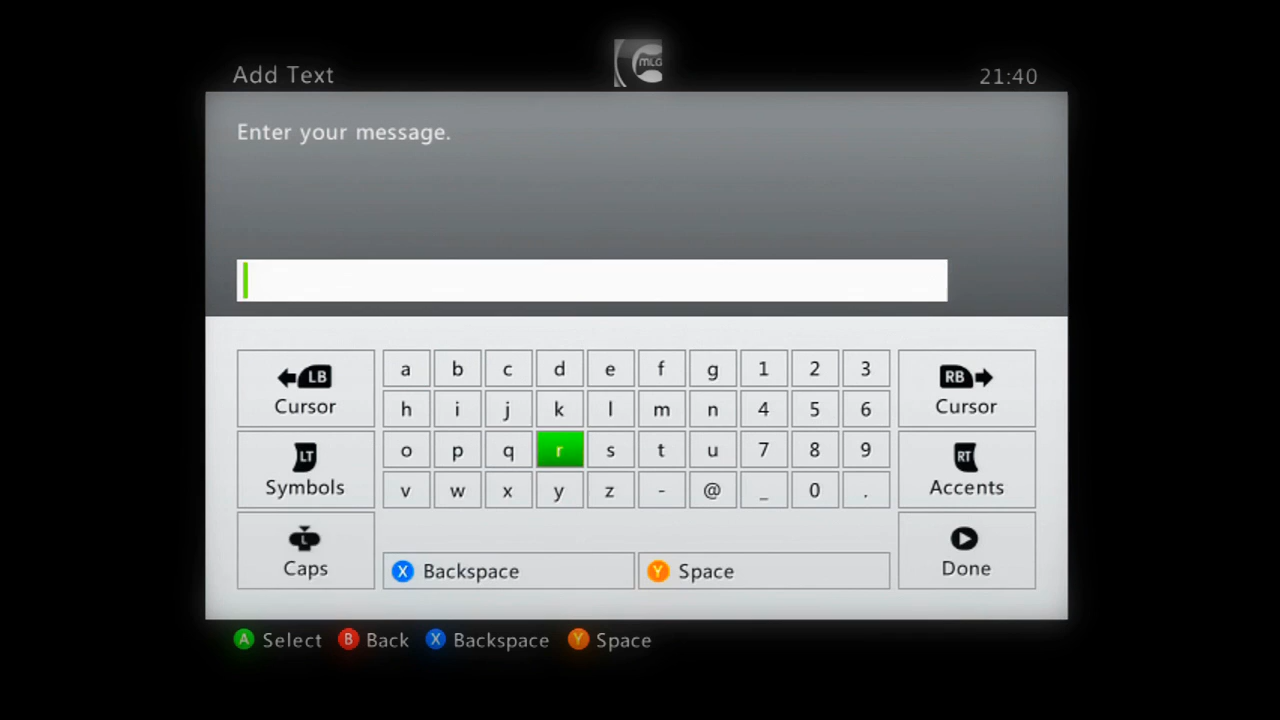 MLG
Add Text
21:40
Enter your message.
LB
Cursor
a b c d e f g 1 2 3
RB
Cursor
h i j k l m n 4 5 6
LT
Symbols
o p q r s t u 7 8 9
RT
Accents
v w x y z - @ _ 0 .
L
Caps
X Backspace
Y Space
Done
A Select B Back X Backspace Y Space